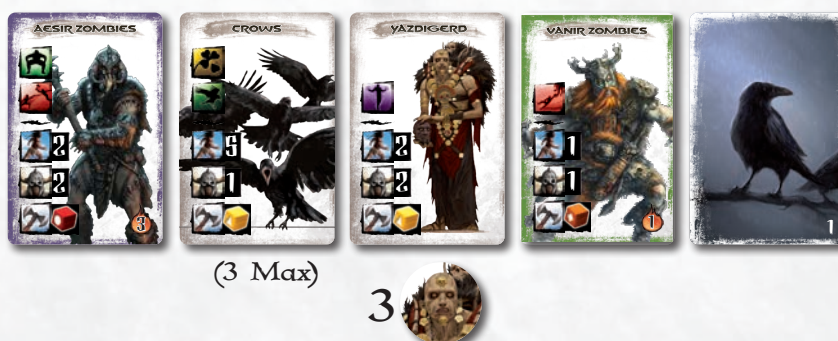 AESIR ZOMBIES
2
2
3
CROWS
5
1
YAZDIGERD
2
2
VANIR ZOMBIES
1
1
1
1
(3 Max)
3